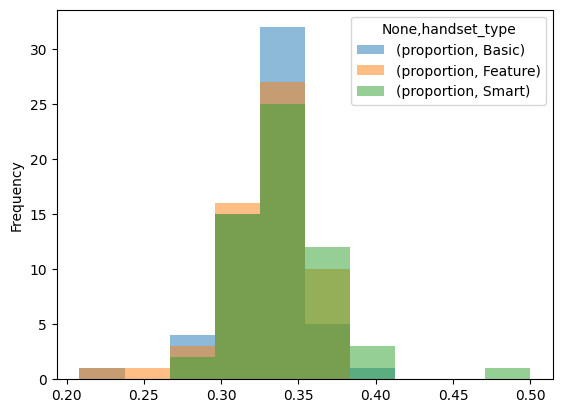 None,handset_type
(proportion, Basic)
(proportion, Feature)
(proportion, Smart)
Frequency
30
25
20
15
10
5
0
0.20 0.25 0.30 0.35 0.40 0.45 0.50